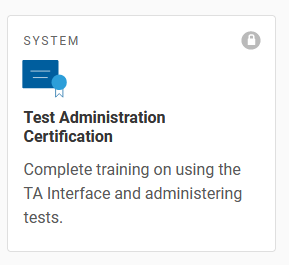 SYSTEM
Test Administration
Certification
Complete training on using the
TA Interface and administering
tests.